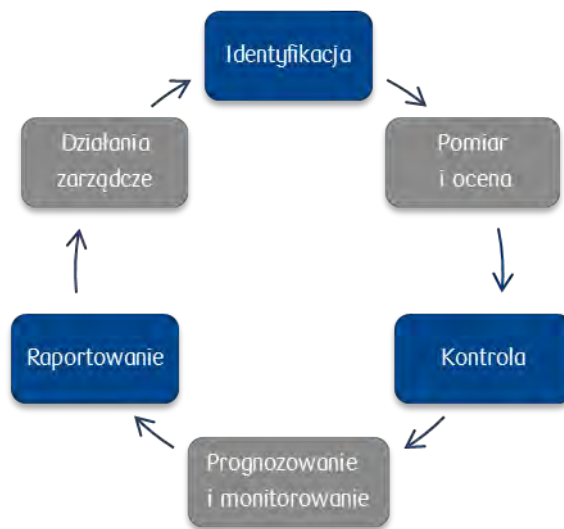 Identyfikacja
Pomiar
i ocena
Kontrola
Prognozowanie
i monitorowanie
Raportowanie
Działania
zarządcze